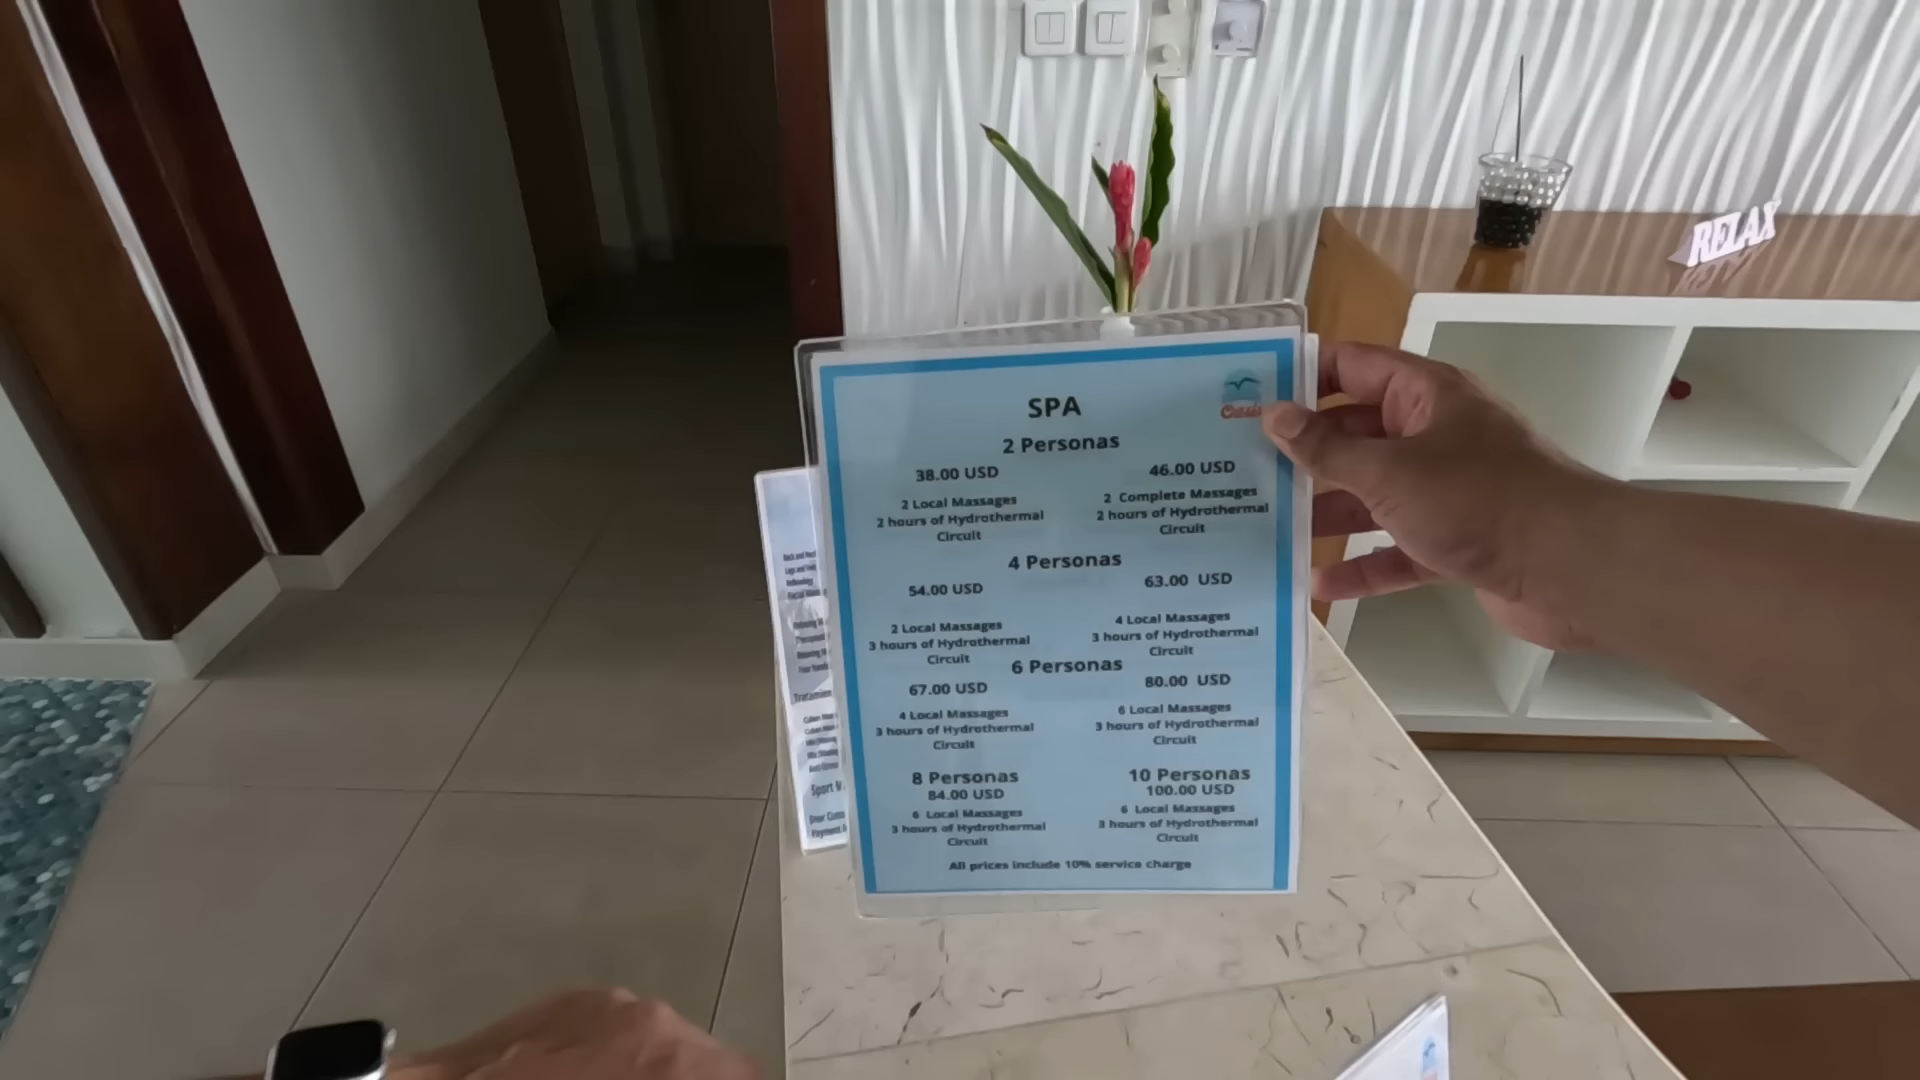 RELAX
SPA
Oasis
2 Personas
38.00 USD
2 Local Massages
2 hours of Hydrothermal
Circuit
46.00 USD
2 Complete Massages
2 hours of Hydrothermal
Circuit
4 Personas
54.00 USD
2 Local Massages
3 hours of Hydrothermal
Circuit
63.00 USD
4 Local Massages
3 hours of Hydrothermal
Circuit
6 Personas
67.00 USD
4 Local Massages
3 hours of Hydrothermal
Circuit
80.00 USD
6 Local Massages
3 hours of Hydrothermal
Circuit
8 Personas
84.00 USD
6 Local Massages
3 hours of Hydrothermal
Circuit
10 Personas
100.00 USD
6 Local Massages
3 hours of Hydrothermal
Circuit
All prices include 10% service charge